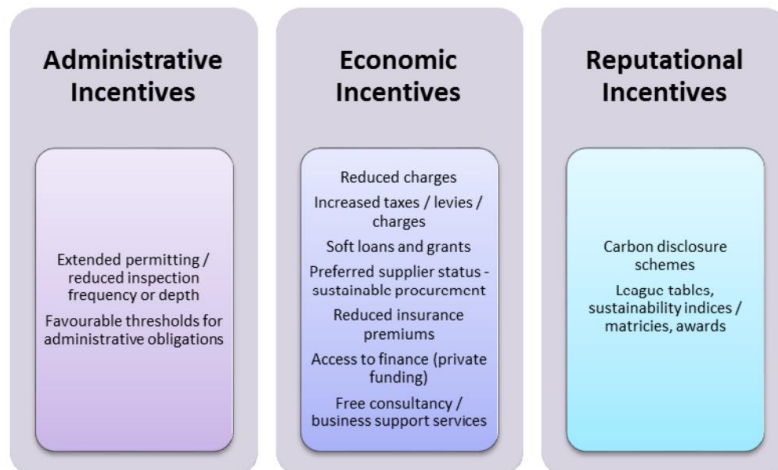 Administrative
Incentives
Extended permitting /
reduced inspection
frequency or depth
Favourable thresholds for
administrative obligations
Economic
Incentives
Reduced charges
Increased taxes / levies /
charges
Soft loans and grants
Preferred supplier status -
sustainable procurement
Reduced insurance
premiums
Access to finance (private
funding)
Free consultancy /
business support services
Reputational
Incentives
Carbon disclosure
schemes
League tables,
sustainability indices /
matricies, awards